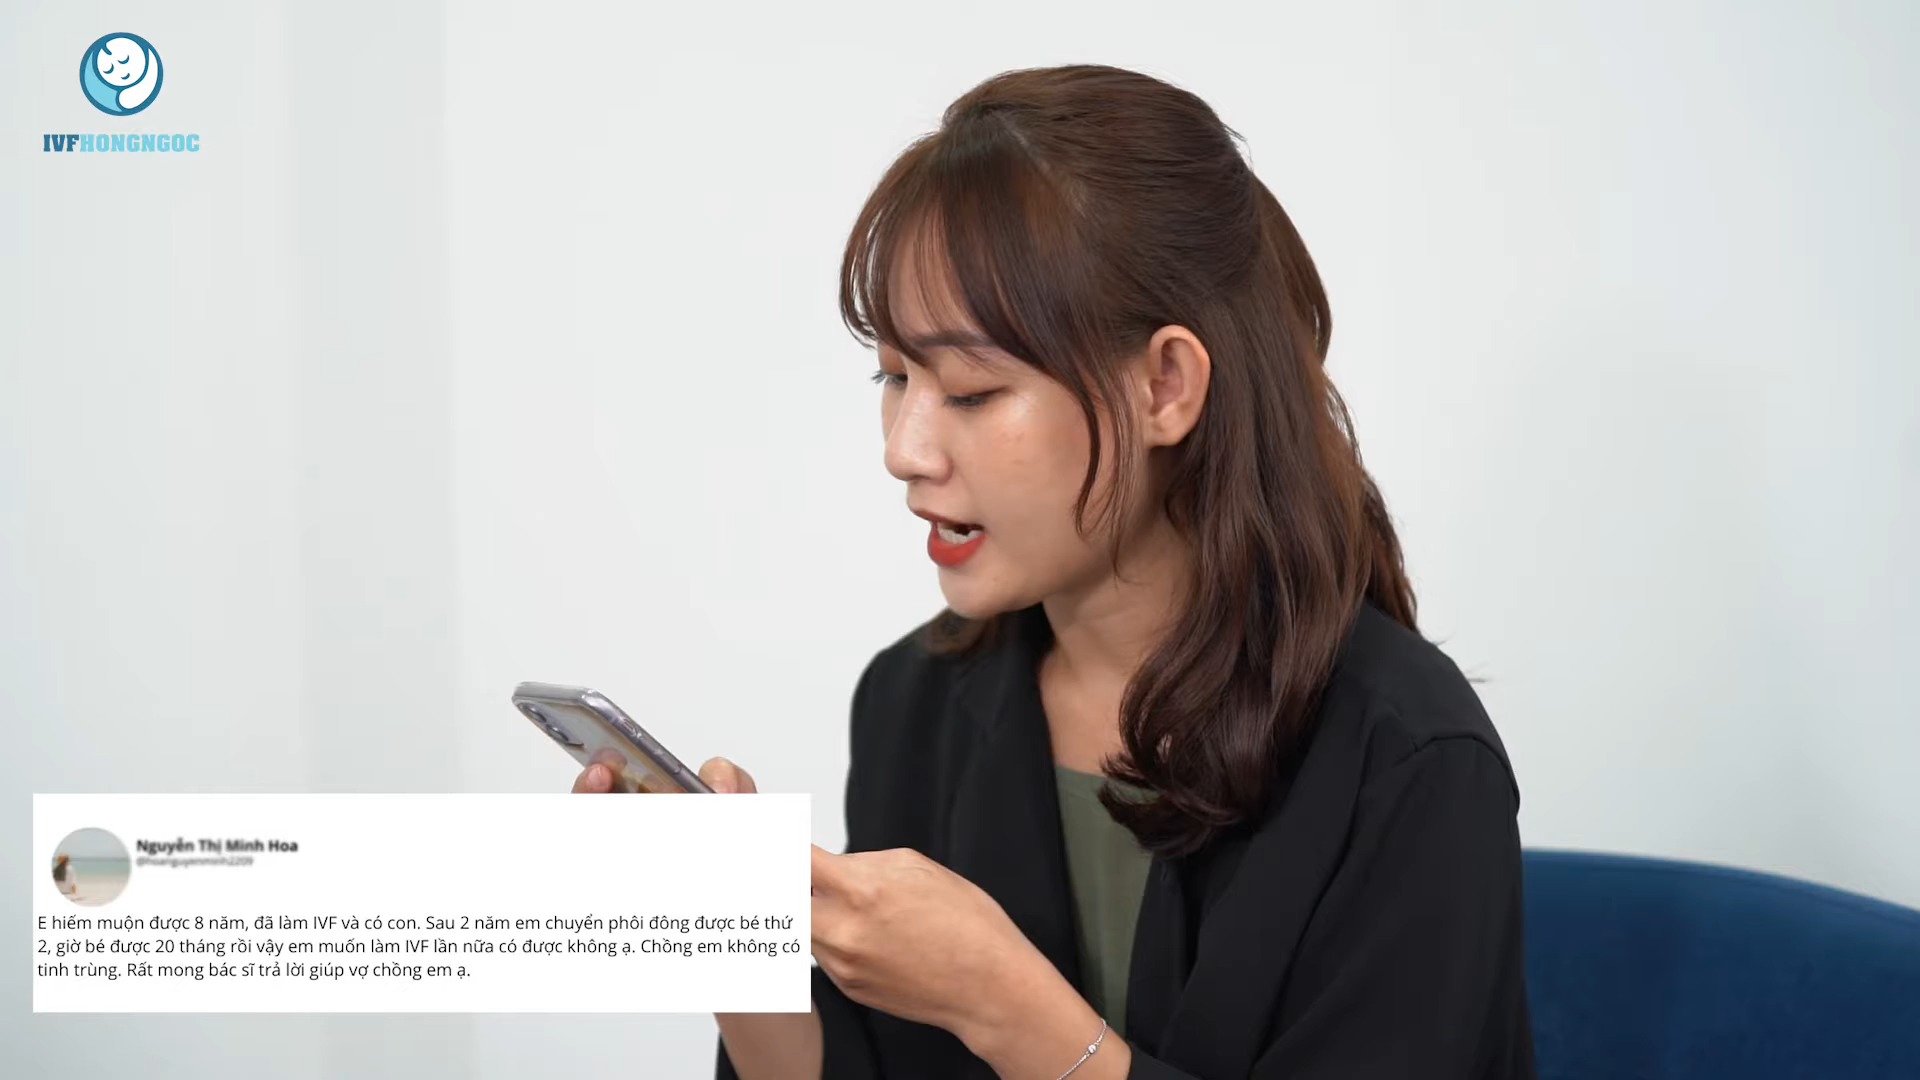 IVFHONGNGOC
Nguyễn Thị Minh Hoa
@hoanguyenminh2209
E hiếm muộn được 8 năm, đã làm IVF và có con. Sau 2 năm em chuyển phôi đông được bé thứ
2, giờ bé được 20 tháng rồi vậy em muốn làm IVF lần nữa có được không ạ. Chồng em không có
tinh trùng. Rất mong bác sĩ trả lời giúp vợ chồng em ạ.